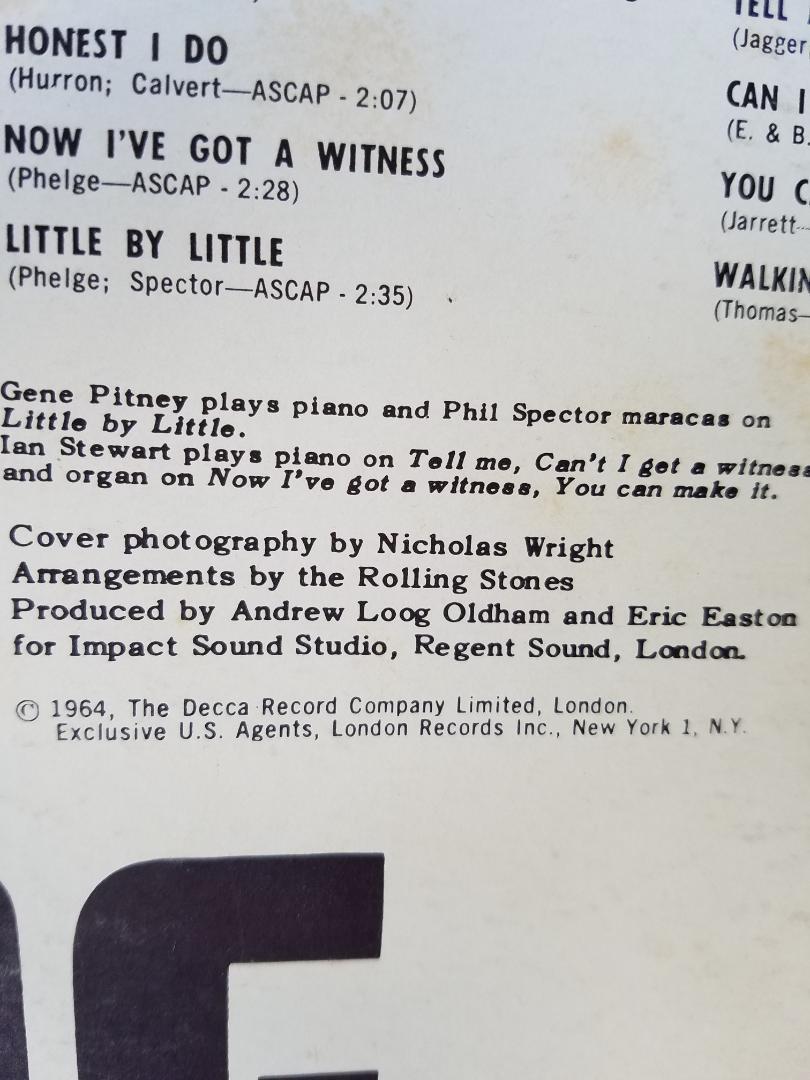 HONEST I DO
(Hurron; Calvert—ASCAP - 2:07)
NOW I'VE GOT A WITNESS
(Phelge—ASCAP - 2:28)
LITTLE BY LITTLE
(Phelge; Spector—ASCAP - 2:35)
TELL
(Jagger
CAN I
(E. & B.
YOU C
(Jarrett—
WALKIN
(Thomas—
Gene Pitney plays piano and Phil Spector maracas on
Little by Little.
Ian Stewart plays piano on Tell me, Can't I get a witness
and organ on Now I've got a witness, You can make it.
Cover photography by Nicholas Wright
Arrangements by the Rolling Stones
Produced by Andrew Loog Oldham and Eric Easton
for Impact Sound Studio, Regent Sound, London.
© 1964, The Decca Record Company Limited, London.
Exclusive U.S. Agents, London Records Inc., New York 1, N.Y.